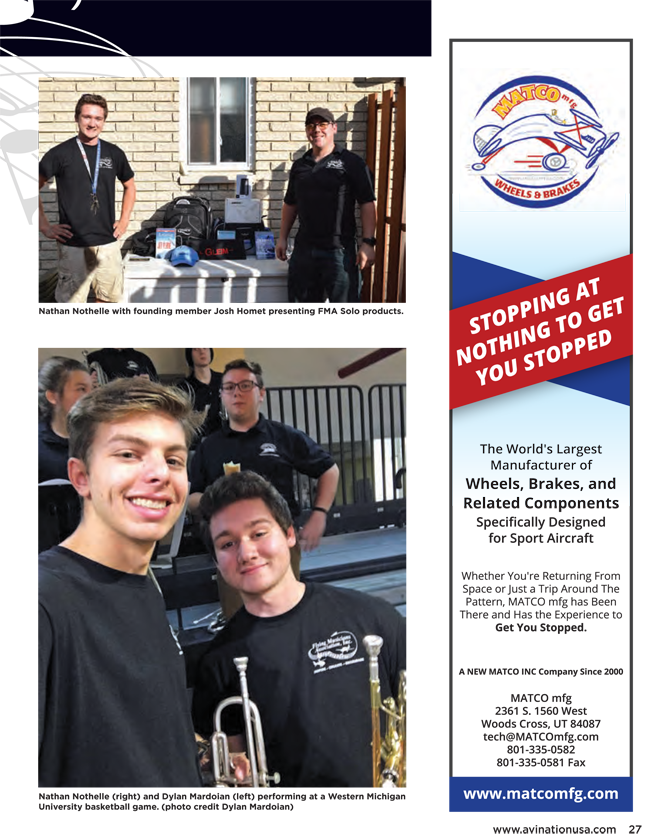 Nathan Nothelle with founding member Josh Homet presenting FMA Solo products.
Nathan Nothelle (right) and Dylan Mardoian (left) performing at a Western Michigan
University basketball game. (photo credit Dylan Mardoian)
Flying Musicians
Association, Inc.
MATCO mfg
WHEELS & BRAKES
STOPPING AT
NOTHING TO GET
YOU STOPPED
The World's Largest
Manufacturer of
Wheels, Brakes, and
Related Components
Specifically Designed
for Sport Aircraft
Whether You're Returning From
Space or Just a Trip Around The
Pattern, MATCO mfg has Been
There and Has the Experience to
Get You Stopped.
A NEW MATCO INC Company Since 2000
MATCO mfg
2361 S. 1560 West
Woods Cross, UT 84087
tech@MATCOmfg.com
801-335-0582
801-335-0581 Fax
www.matcomfg.com
www.avinationusa.com 27